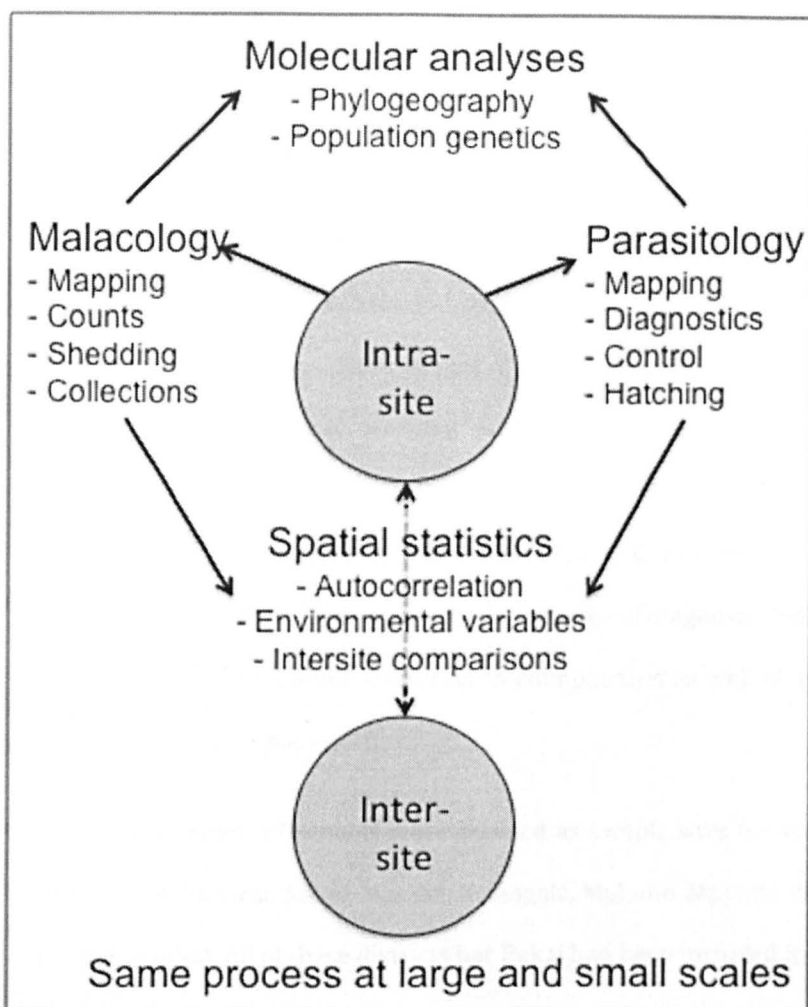 Molecular analyses
- Phylogeography
- Population genetics
Malacology
- Mapping
- Counts
- Shedding
- Collections
Parasitology
- Mapping
- Diagnostics
- Control
- Hatching
Intra-
site
Spatial statistics
- Autocorrelation
- Environmental variables
- Intersite comparisons
Inter-
site
Same process at large and small scales